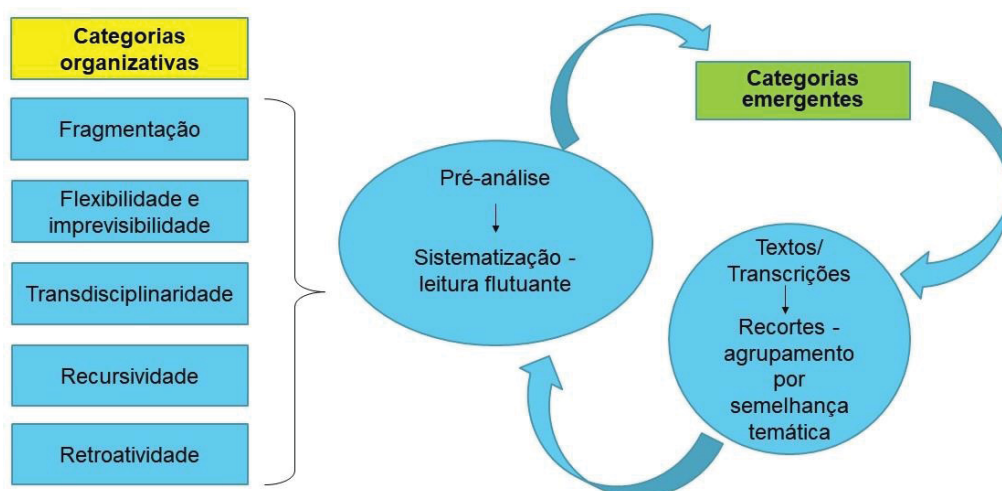 Categorias
organizativas
Fragmentação
Flexibilidade e
imprevisibilidade
Transdisciplinaridade
Recursividade
Retroatividade
Pré-análise
Sistematização -
leitura flutuante
Categorias
emergentes
Textos/
Transcrições
Recortes -
agrupamento
por
semelhança
temática